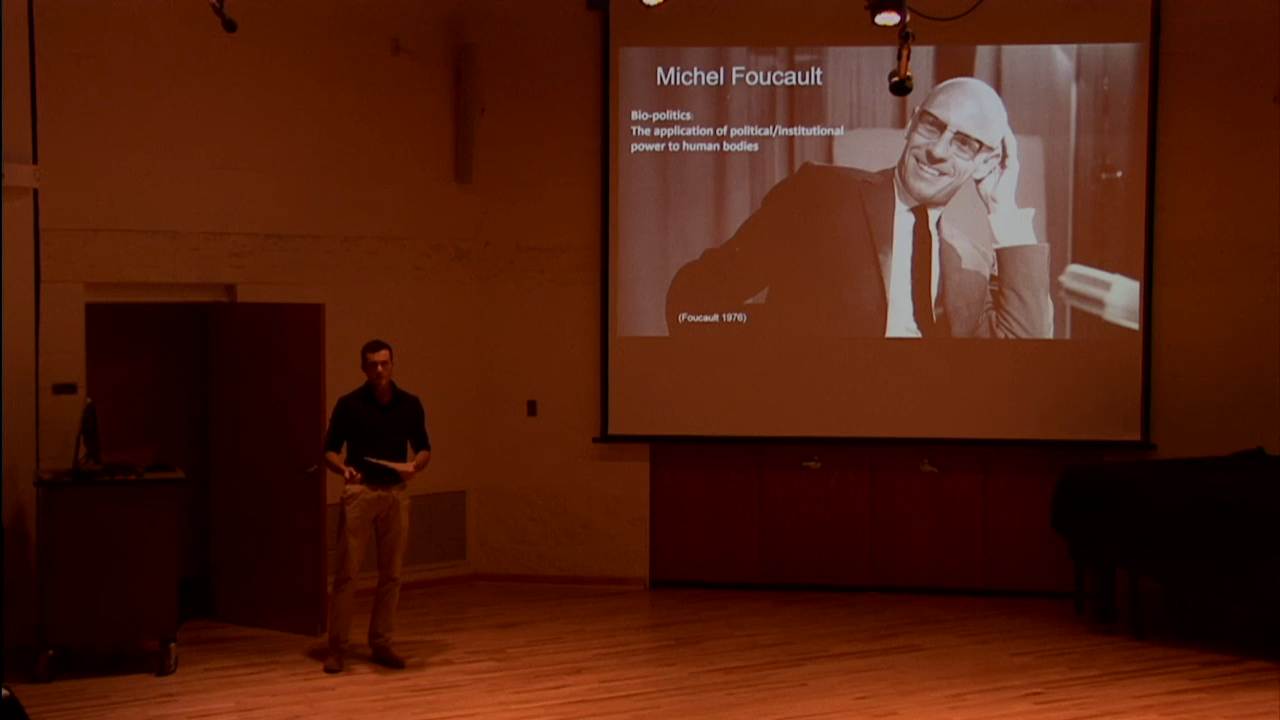 Michel Foucault
Bio-politics:
The application of political/institutional
power to human bodies
(Foucault 1976)